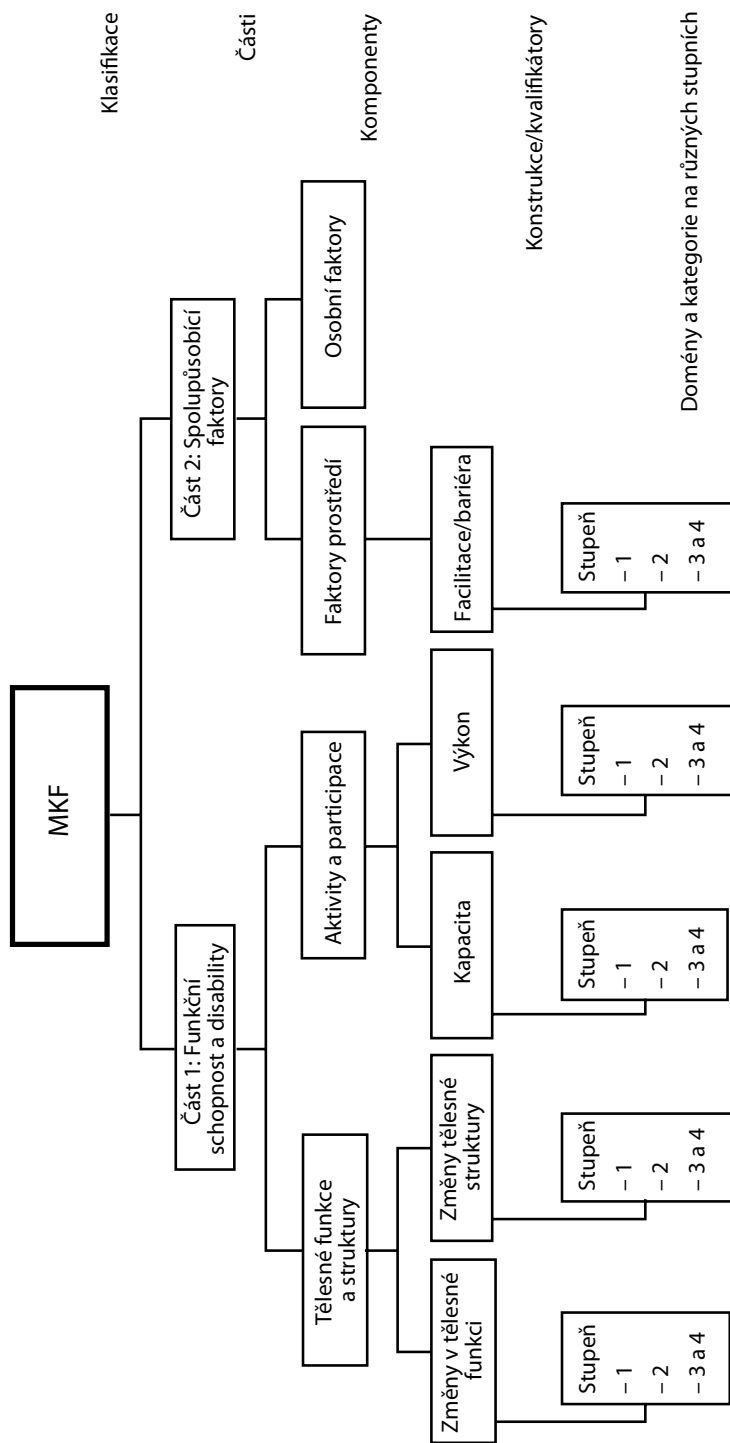 MKF
Klasifikace
Část 1: Funkční
schopnost a disability
Část 2: Spolupůsobící
faktory
Části
Tělesné funkce
a struktury
Aktivity a participace
Faktory prostředí
Osobní faktory
Komponenty
Změny v tělesné
funkci
Změny tělesné
struktury
Kapacita
Výkon
Facilitace/bariéra
Konstrukce/kvalifikátory
Stupeň
– 1
– 2
– 3 a 4
Stupeň
– 1
– 2
– 3 a 4
Stupeň
– 1
– 2
– 3 a 4
Stupeň
– 1
– 2
– 3 a 4
Stupeň
– 1
– 2
– 3 a 4
Domény a kategorie na různých stupních